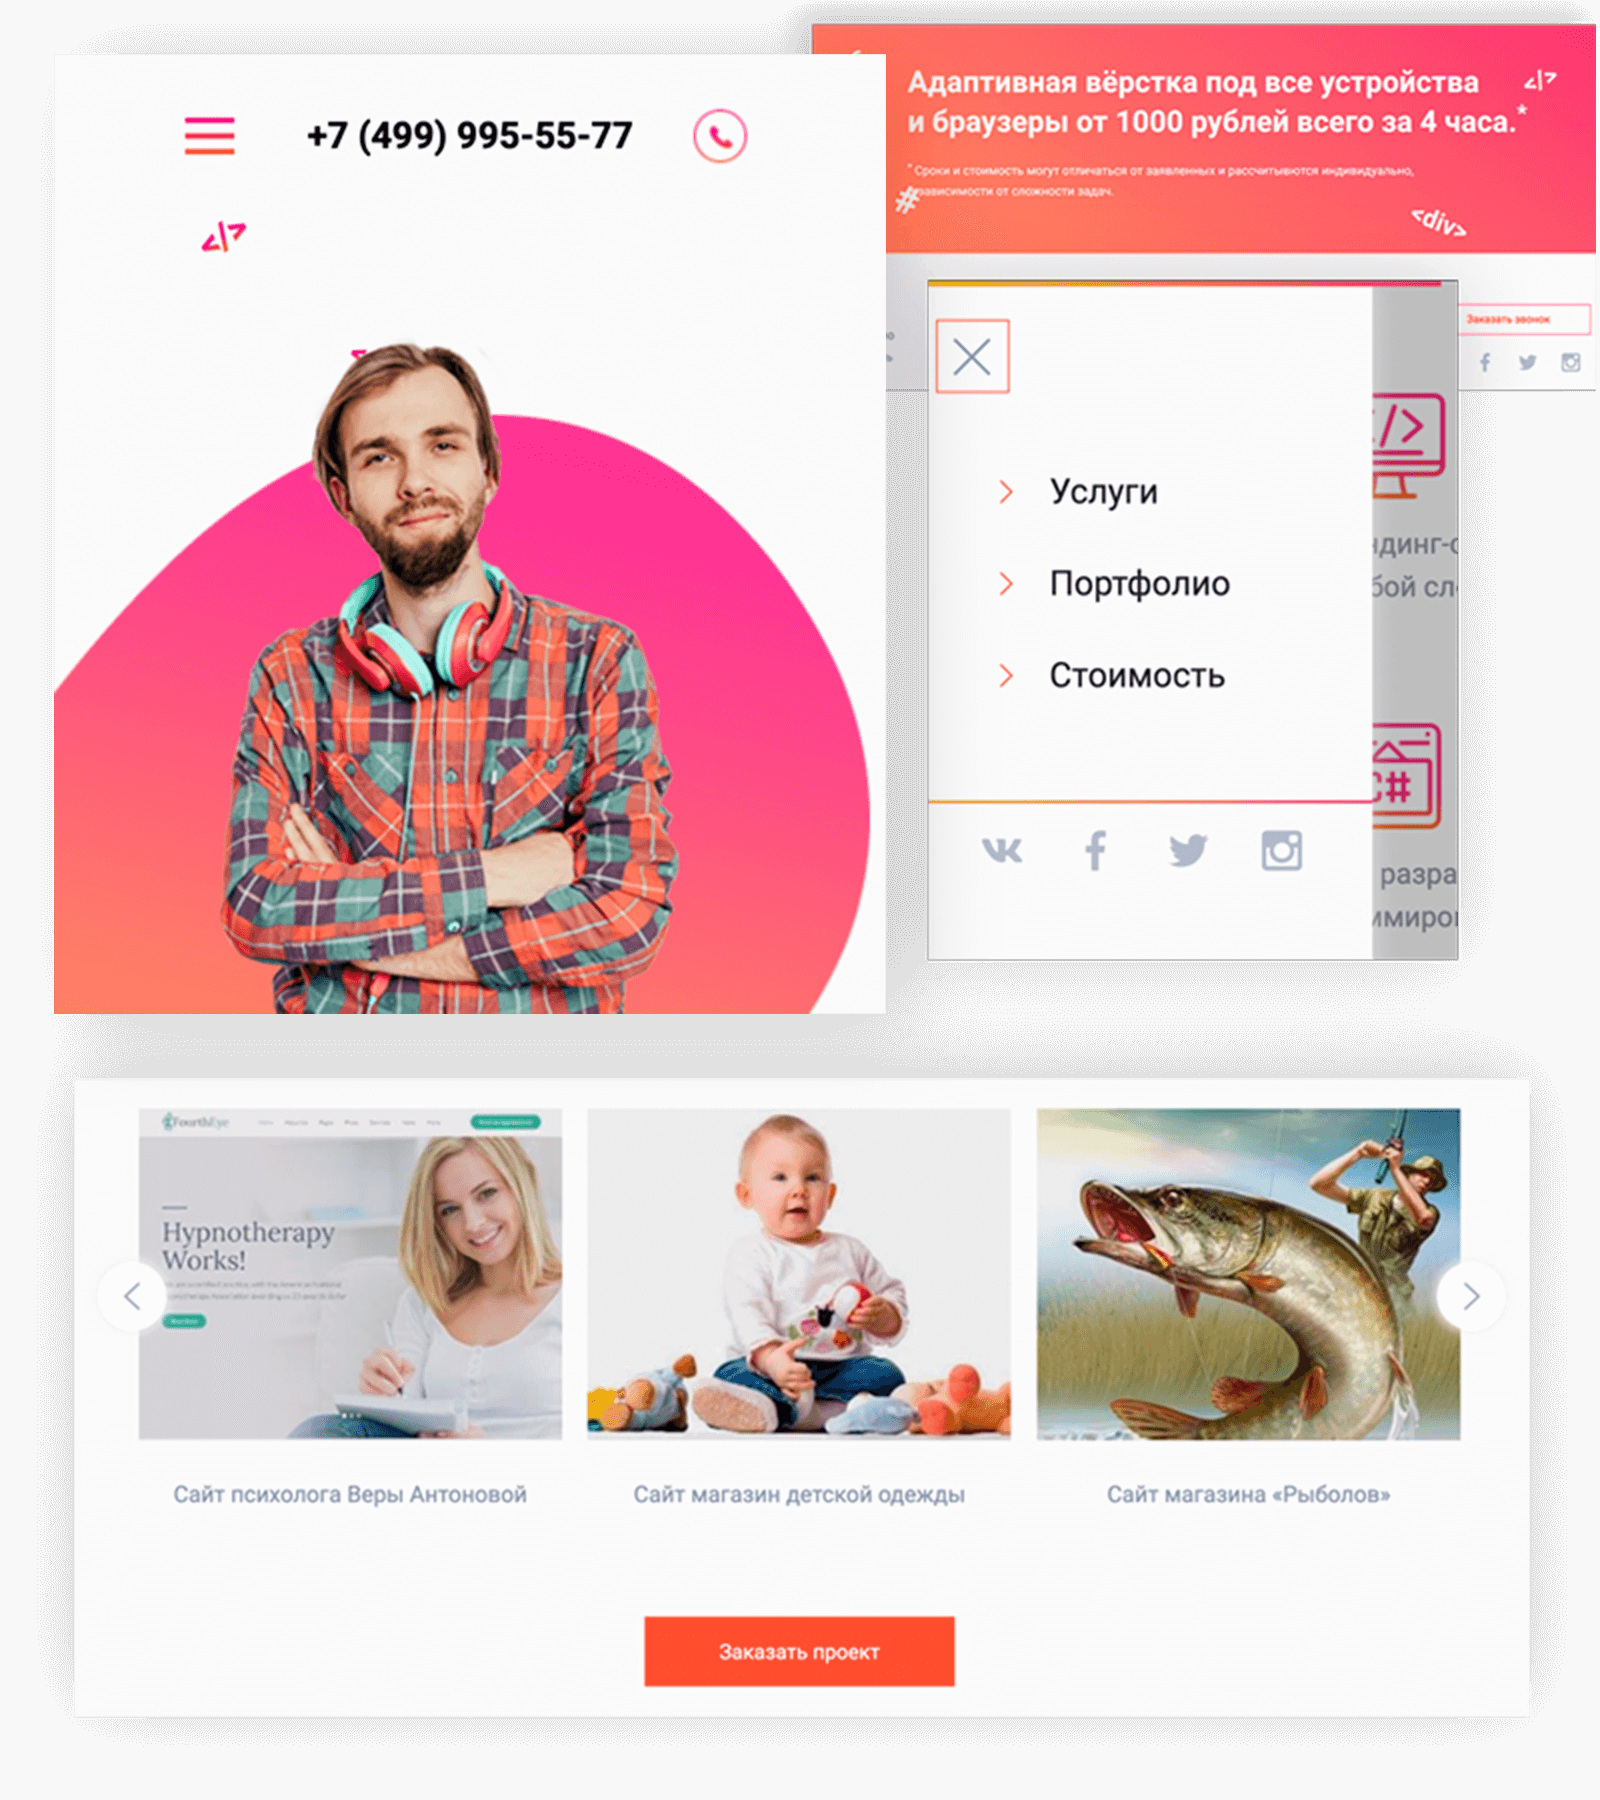 +7 (499) 995-55-77
</>
Адаптивная вёрстка под все устройства
и браузеры от 1000 рублей всего за 4 часа.*
* Сроки и стоимость могут отличаться от заявленных и рассчитываются индивидуально,
зависимости от сложности задач.
</>
#
<div>
Заказать звонок
Услуги
Портфолио
Стоимость
динг-
бой сл
C#
разра
ммиро
FourthEye
Hypnotherapy
Works!
Сайт психолога Веры Антоновой
Сайт магазин детской одежды
Сайт магазина «Рыболов»
Заказать проект